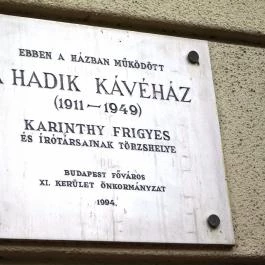 EBBEN A HÁZBAN MŰKÖDÖTT
A HADIK KÁVÉHÁZ
(1911—1949)
KARINTHY FRIGYES
ÉS ÍRÓTÁRSAINAK TÖRZSHELYE
BUDAPEST FŐVÁROS
XI. KERÜLET ÖNKORMÁNYZAT
1994.